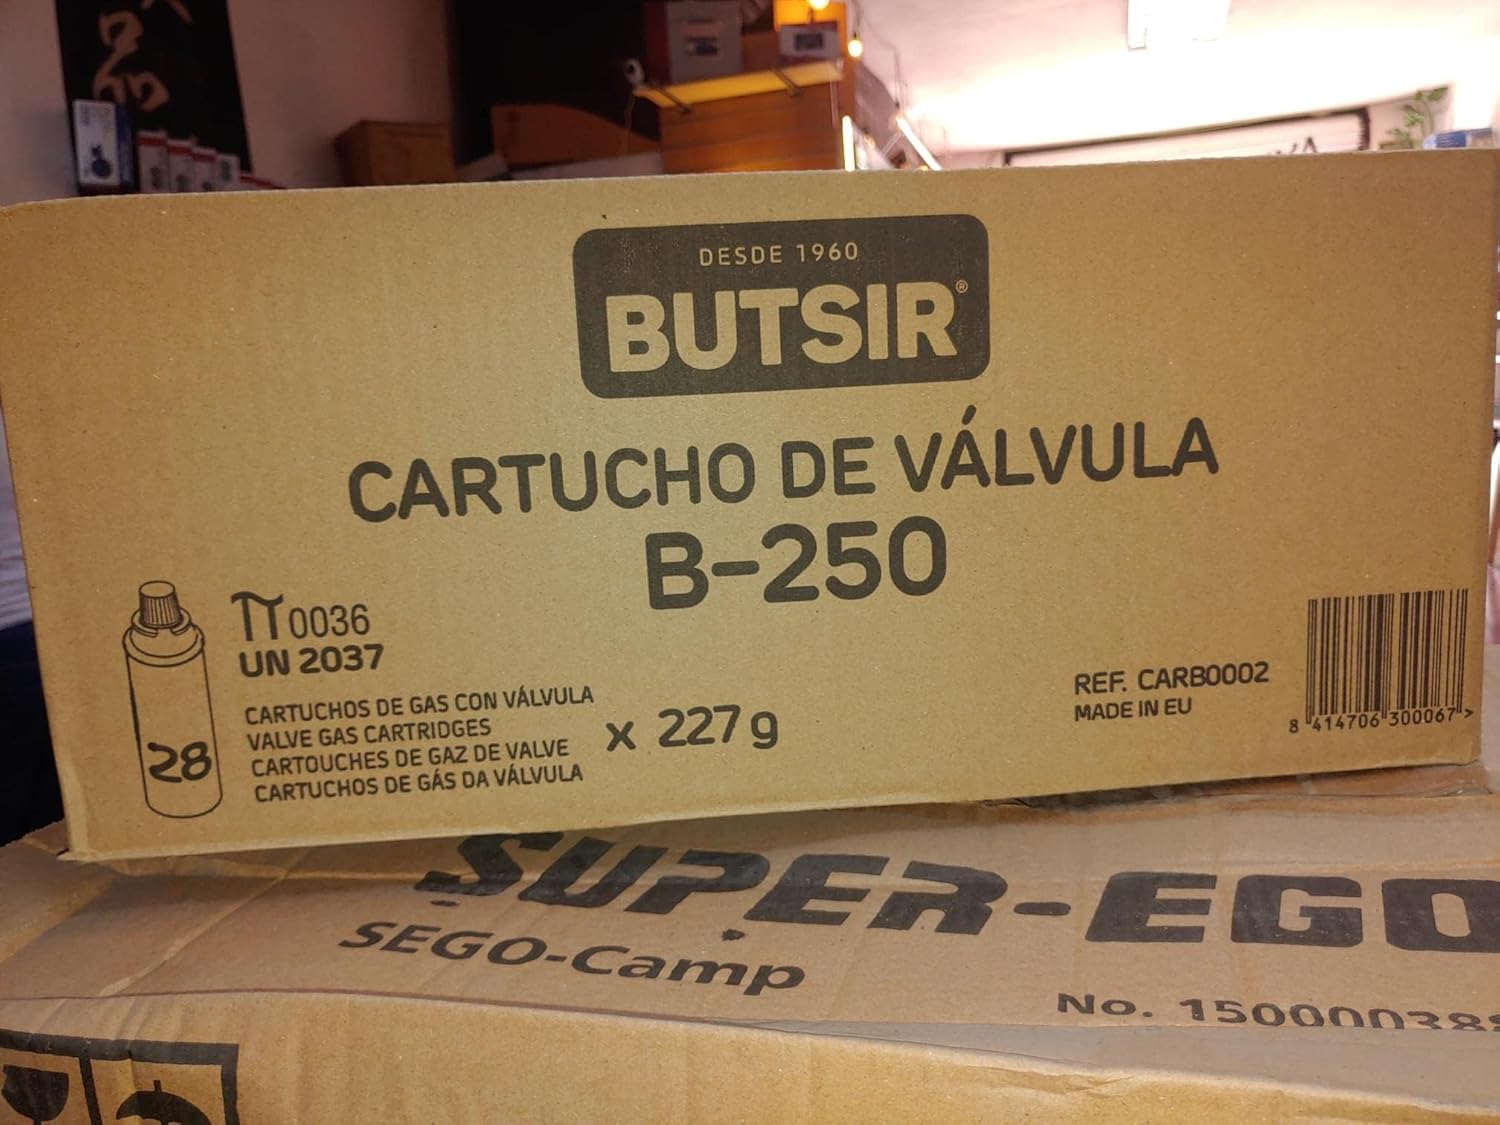 DESDE 1960
BUTSIR®
CARTUCHO DE VÁLVULA
B-250
π0036
UN 2037
28
CARTUCHOS DE GAS CON VÁLVULA
VALVE GAS CARTRIDGES
CARTOUCHES DE GAZ DE VALVE
CARTUCHOS DE GÁS DA VÁLVULA
x 227g
REF. CARB0002
MADE IN EU
8 414706 300067 >
SUPER-EGO
SEGO-Camp
No.